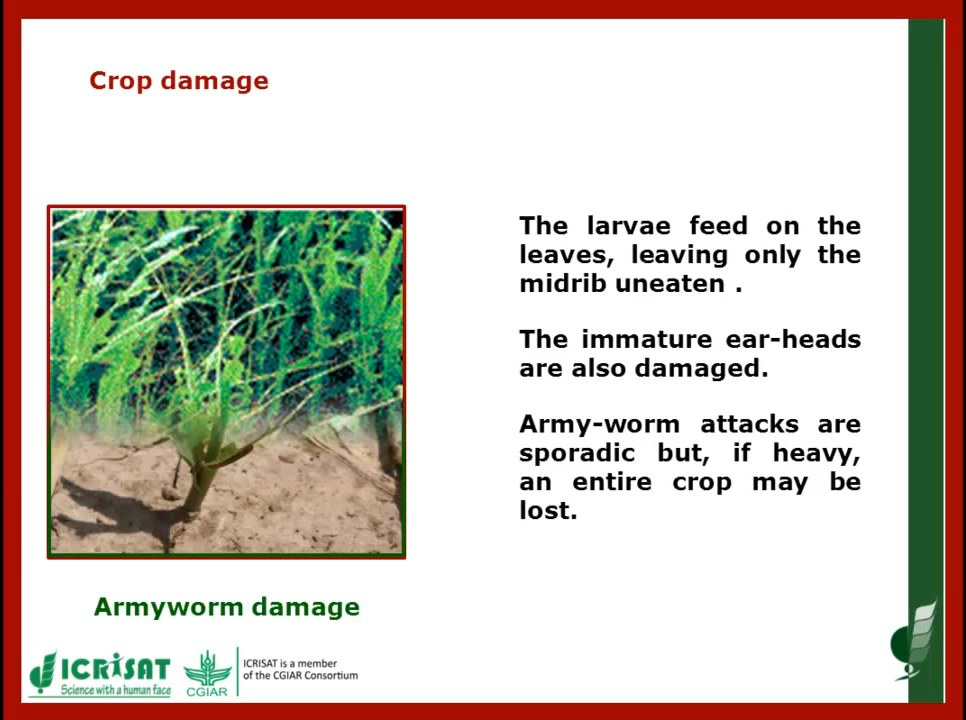 Crop damage
The larvae feed on the
leaves, leaving only the
midrib uneaten .
The immature ear-heads
are also damaged.
Army-worm attacks are
sporadic but, if heavy,
an entire crop may be
lost.
Armyworm damage
ICRISAT
Science with a human face
CGIAR
ICRISAT is a member
of the CGIAR Consortium